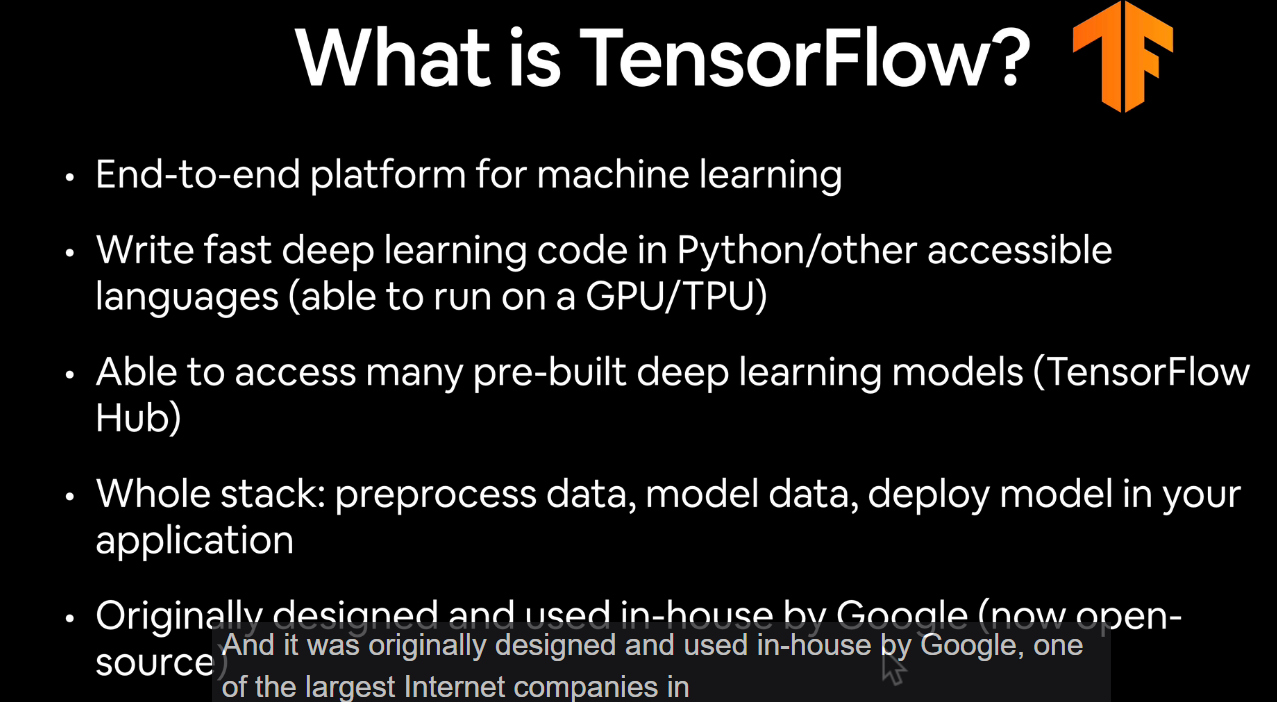 What is TensorFlow?
• End-to-end platform for machine learning
• Write fast deep learning code in Python/other accessible
languages (able to run on a GPU/TPU)
• Able to access many pre-built deep learning models (TensorFlow
Hub)
• Whole stack: preprocess data, model data, deploy model in your
application
• Originally designed and used in-house by Google (now open-
source)
And it was originally designed and used in-house by Google, one
of the largest Internet companies in